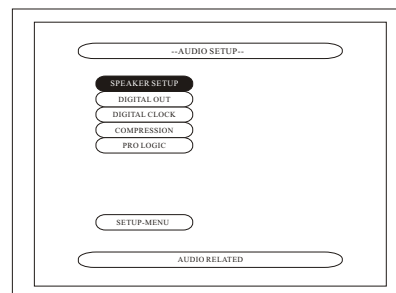 --AUDIO SETUP--
SPEAKER SETUP
DIGITAL OUT
DIGITAL CLOCK
COMPRESSION
PRO LOGIC
SETUP-MENU
AUDIO RELATED